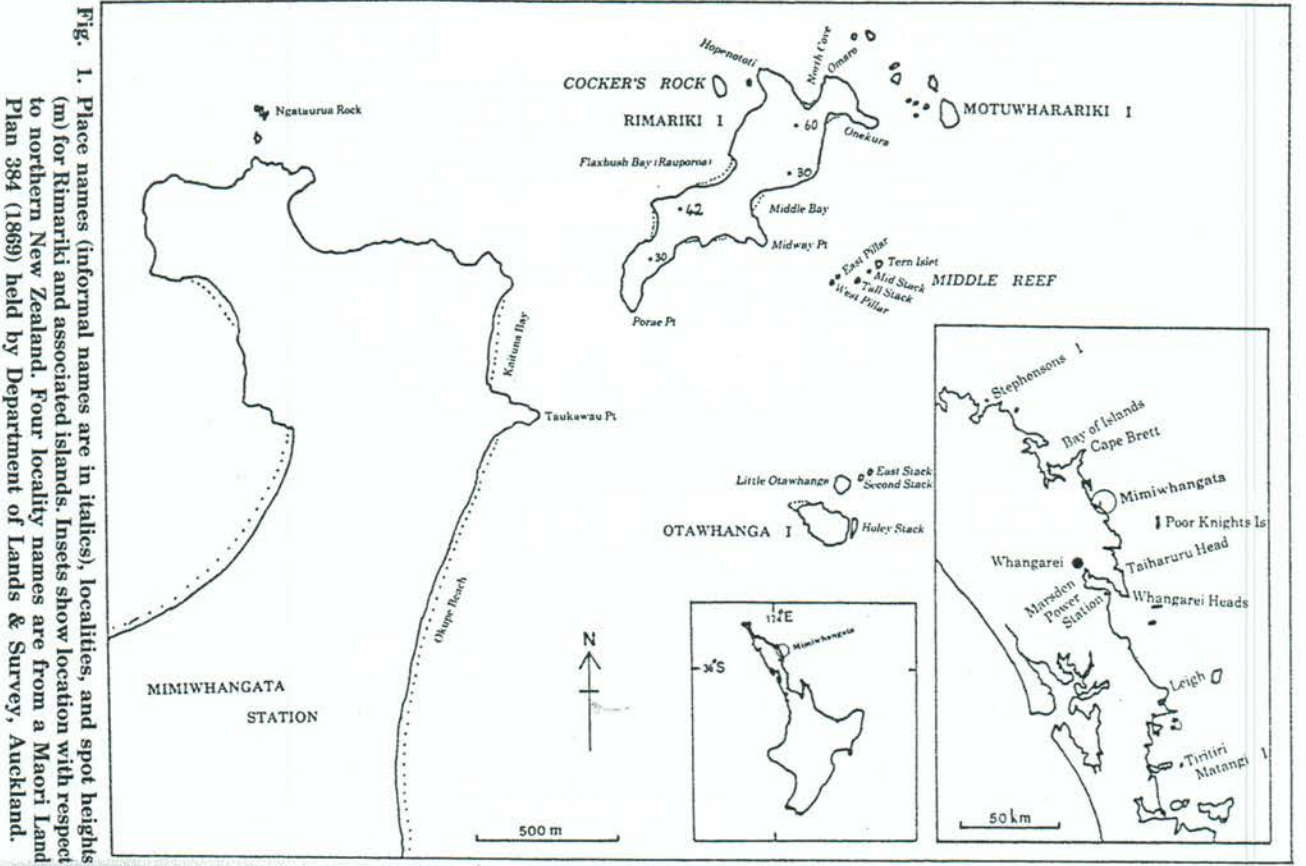 Fig. 1. Place names (informal names are in italics), localities, and spot heights
(m) for Rimariki and associated islands. Insets show location with respect
to northern New Zealand. Four locality names are from a Maori Land
Plan 384 (1869) held by Department of Lands & Survey, Auckland.
Ngataurua Rock
Hopenototi
North Cove
Omaro
COCKER'S ROCK
RIMARIKI I
MOTUWHARARIKI I
60
Onekura
Flaxbush Bay (Rauporoa)
30
42
Middle Bay
Midway Pt
30
Porae Pt
East Pillar
Tern Islet
Mid Stack
Tall Stack
West Pillar
MIDDLE REEF
Kaituna Bay
Taukawau Pt
Okupe Beach
MIMIWHANGATA
STATION
Little Otawhanga
East Stack
Second Stack
OTAWHANGA I
Holey Stack
N
500 m
174°E
36°S
Mimiwhangata
Stephensons I
Bay of Islands
Cape Brett
Mimiwhangata
Poor Knights Is
Whangarei
Taiharuru Head
Marsden
Power
Station
Whangarei Heads
Leigh
Tiritiri
Matangi I
50 km